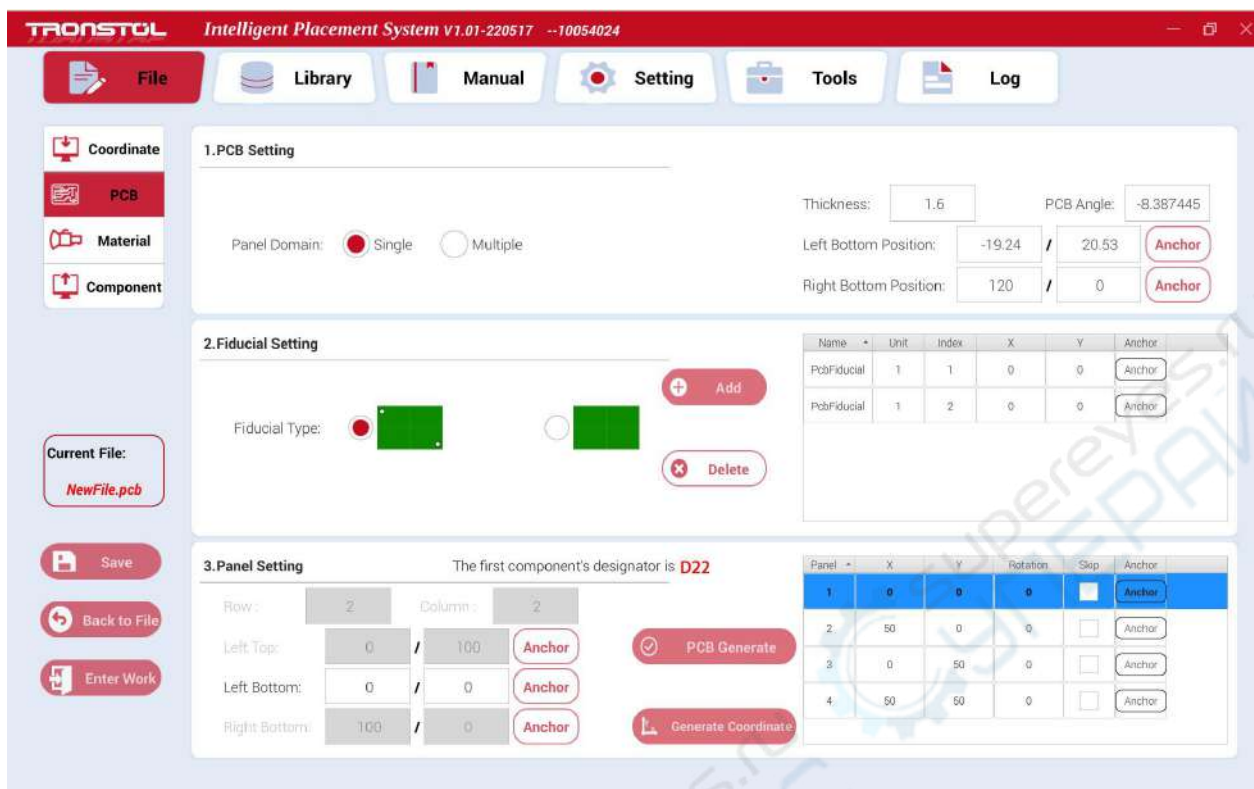 TRONSTOL Intelligent Placement System V1.01-220517 --10054024
File Library Manual Setting Tools Log
Coordinate
PCB
Material
Component
Current File:
NewFile.pcb
Save
Back to File
Enter Work
1.PCB Setting
Thickness: 1.6 PCB Angle: -8.387445
Panel Domain: Single Multiple
Left Bottom Position: -19.24 / 20.53 Anchor
Right Bottom Position: 120 / 0 Anchor
2.Fiducial Setting
Add
Fiducial Type:
Delete
Name Unit Index X Y Anchor
PcbFiducial 1 1 0 0 Anchor
PcbFiducial 1 2 0 0 Anchor
3.Panel Setting The first component's designator is D22
Row : 2 Column : 2
Left Top: 0 / 100 Anchor
PCB Generate
Left Bottom: 0 / 0 Anchor
Right Bottom: 100 / 0 Anchor
Generate Coordinate
Panel X Y Rotation Skip Anchor
1 0 0 0 Anchor
2 50 0 0 Anchor
3 0 50 0 Anchor
4 50 50 0 Anchor
supereyes.ru